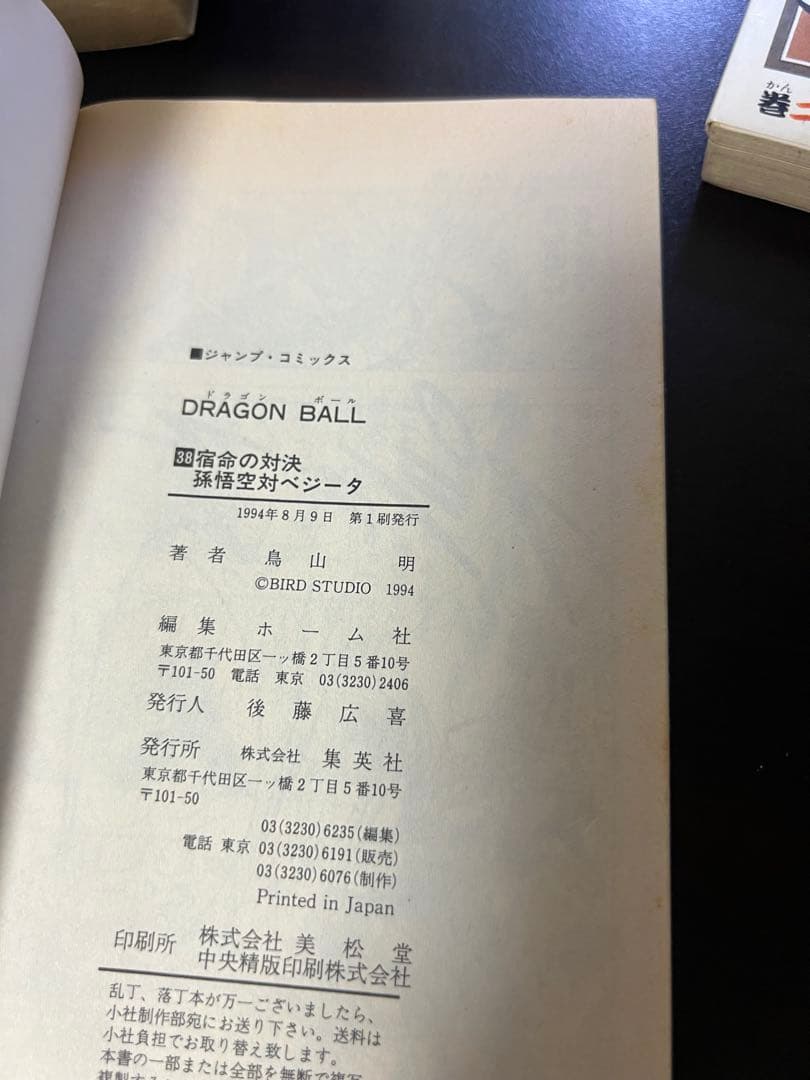 かん
巻
■ジャンプ・コミックス
ドラゴン ボール
DRAGON BALL
38宿命の対決
孫悟空対ベジータ
1994年8月9日 第1刷発行
著者 鳥山 明
©BIRD STUDIO 1994
編集 ホーム社
東京都千代田区一ッ橋2丁目5番10号
〒101-50 電話 東京 03(3230)2406
発行人 後藤広喜
発行所 株式会社 集英社
東京都千代田区一ッ橋2丁目5番10号
〒101-50
03(3230)6235(編集)
電話 東京 03(3230)6191(販売)
03(3230)6076(制作)
Printed in Japan
印刷所 株式会社 美松堂
中央精版印刷株式会社
乱丁、落丁本が万一ございましたら、
小社制作部宛にお送り下さい。送料は
小社負担でお取り替え致します。
本書の一部または全部を無断で複写
複製する